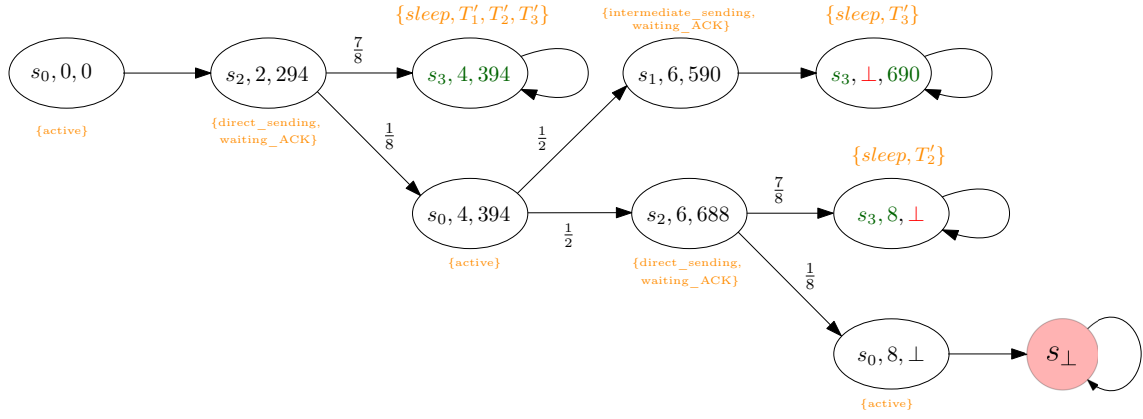 {sleep, T′₁, T′₂, T′₃}
{intermediate_sending,
waiting_ACK}
{sleep, T′₃}
s₀, 0, 0
s₂, 2, 294
7/8
s₃, 4, 394
s₁, 6, 590
s₃, ⊥, 690
{active}
{direct_sending,
waiting_ACK}
1/8
1/2
{sleep, T′₂}
s₀, 4, 394
1/2
s₂, 6, 688
7/8
s₃, 8, ⊥
{active}
{direct_sending,
waiting_ACK}
1/8
s₀, 8, ⊥
s⊥
{active}